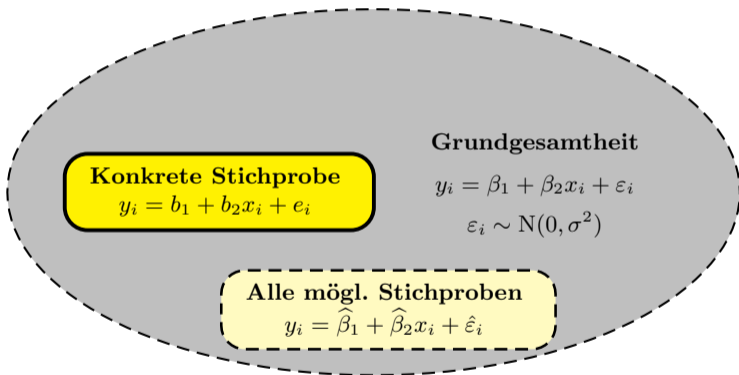 Grundgesamtheit
yᵢ = β₁ + β₂xᵢ + εᵢ
εᵢ ∼ N(0, σ²)
Konkrete Stichprobe
yᵢ = b₁ + b₂xᵢ + eᵢ
Alle mögl. Stichproben
yᵢ = β̂₁ + β̂₂xᵢ + ε̂ᵢ